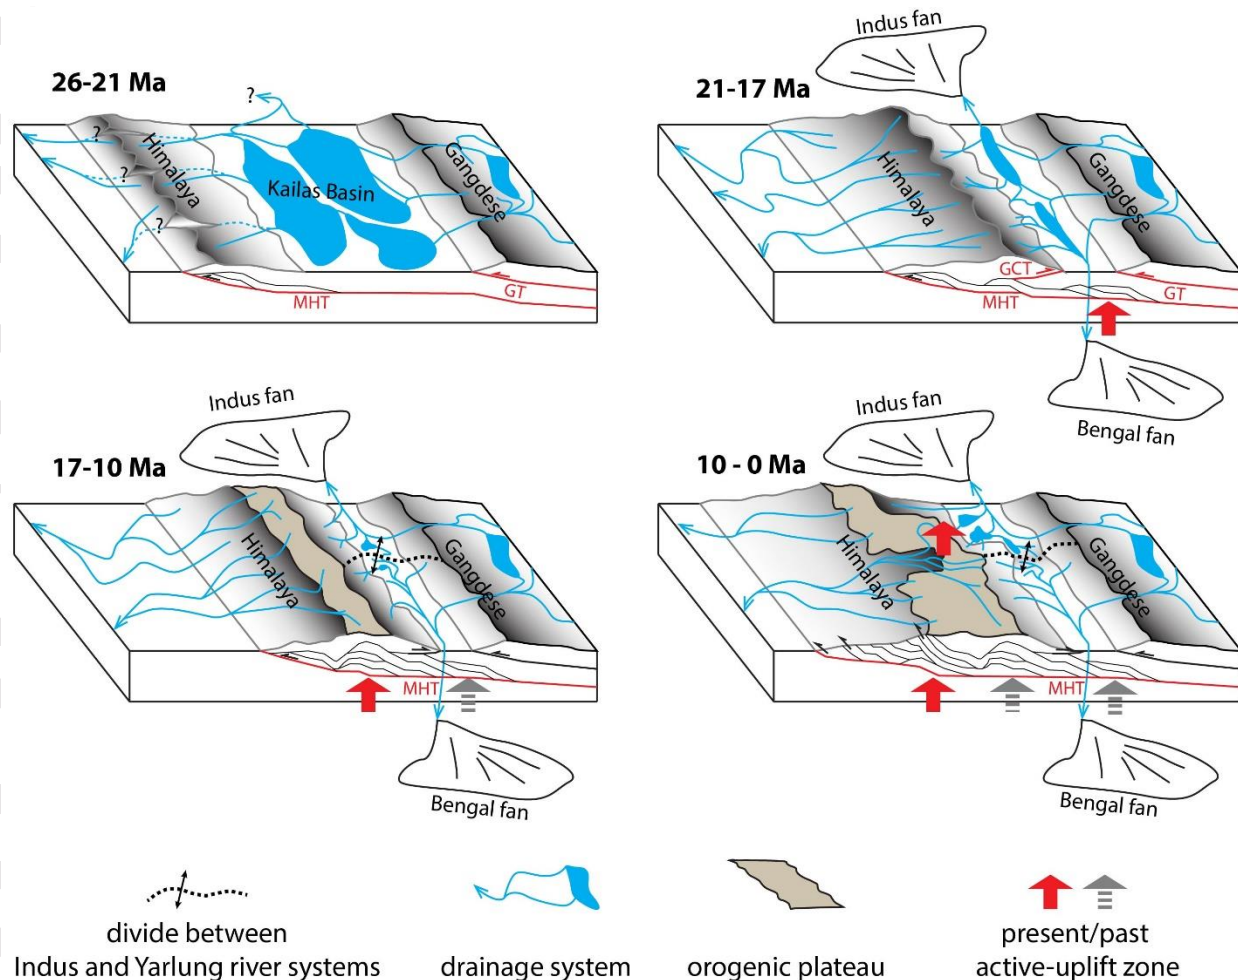 26-21 Ma
?
?
?
?
Himalaya
Kailas Basin
Gangdese
MHT
GT
Indus fan
21-17 Ma
Himalaya
Gangdese
GCT
MHT
GT
Bengal fan
Indus fan
17-10 Ma
Himalaya
Gangdese
MHT
Bengal fan
Indus fan
10 - 0 Ma
Himalaya
Gangdese
MHT
Bengal fan
divide between
Indus and Yarlung river systems
drainage system
orogenic plateau
present/past
active-uplift zone